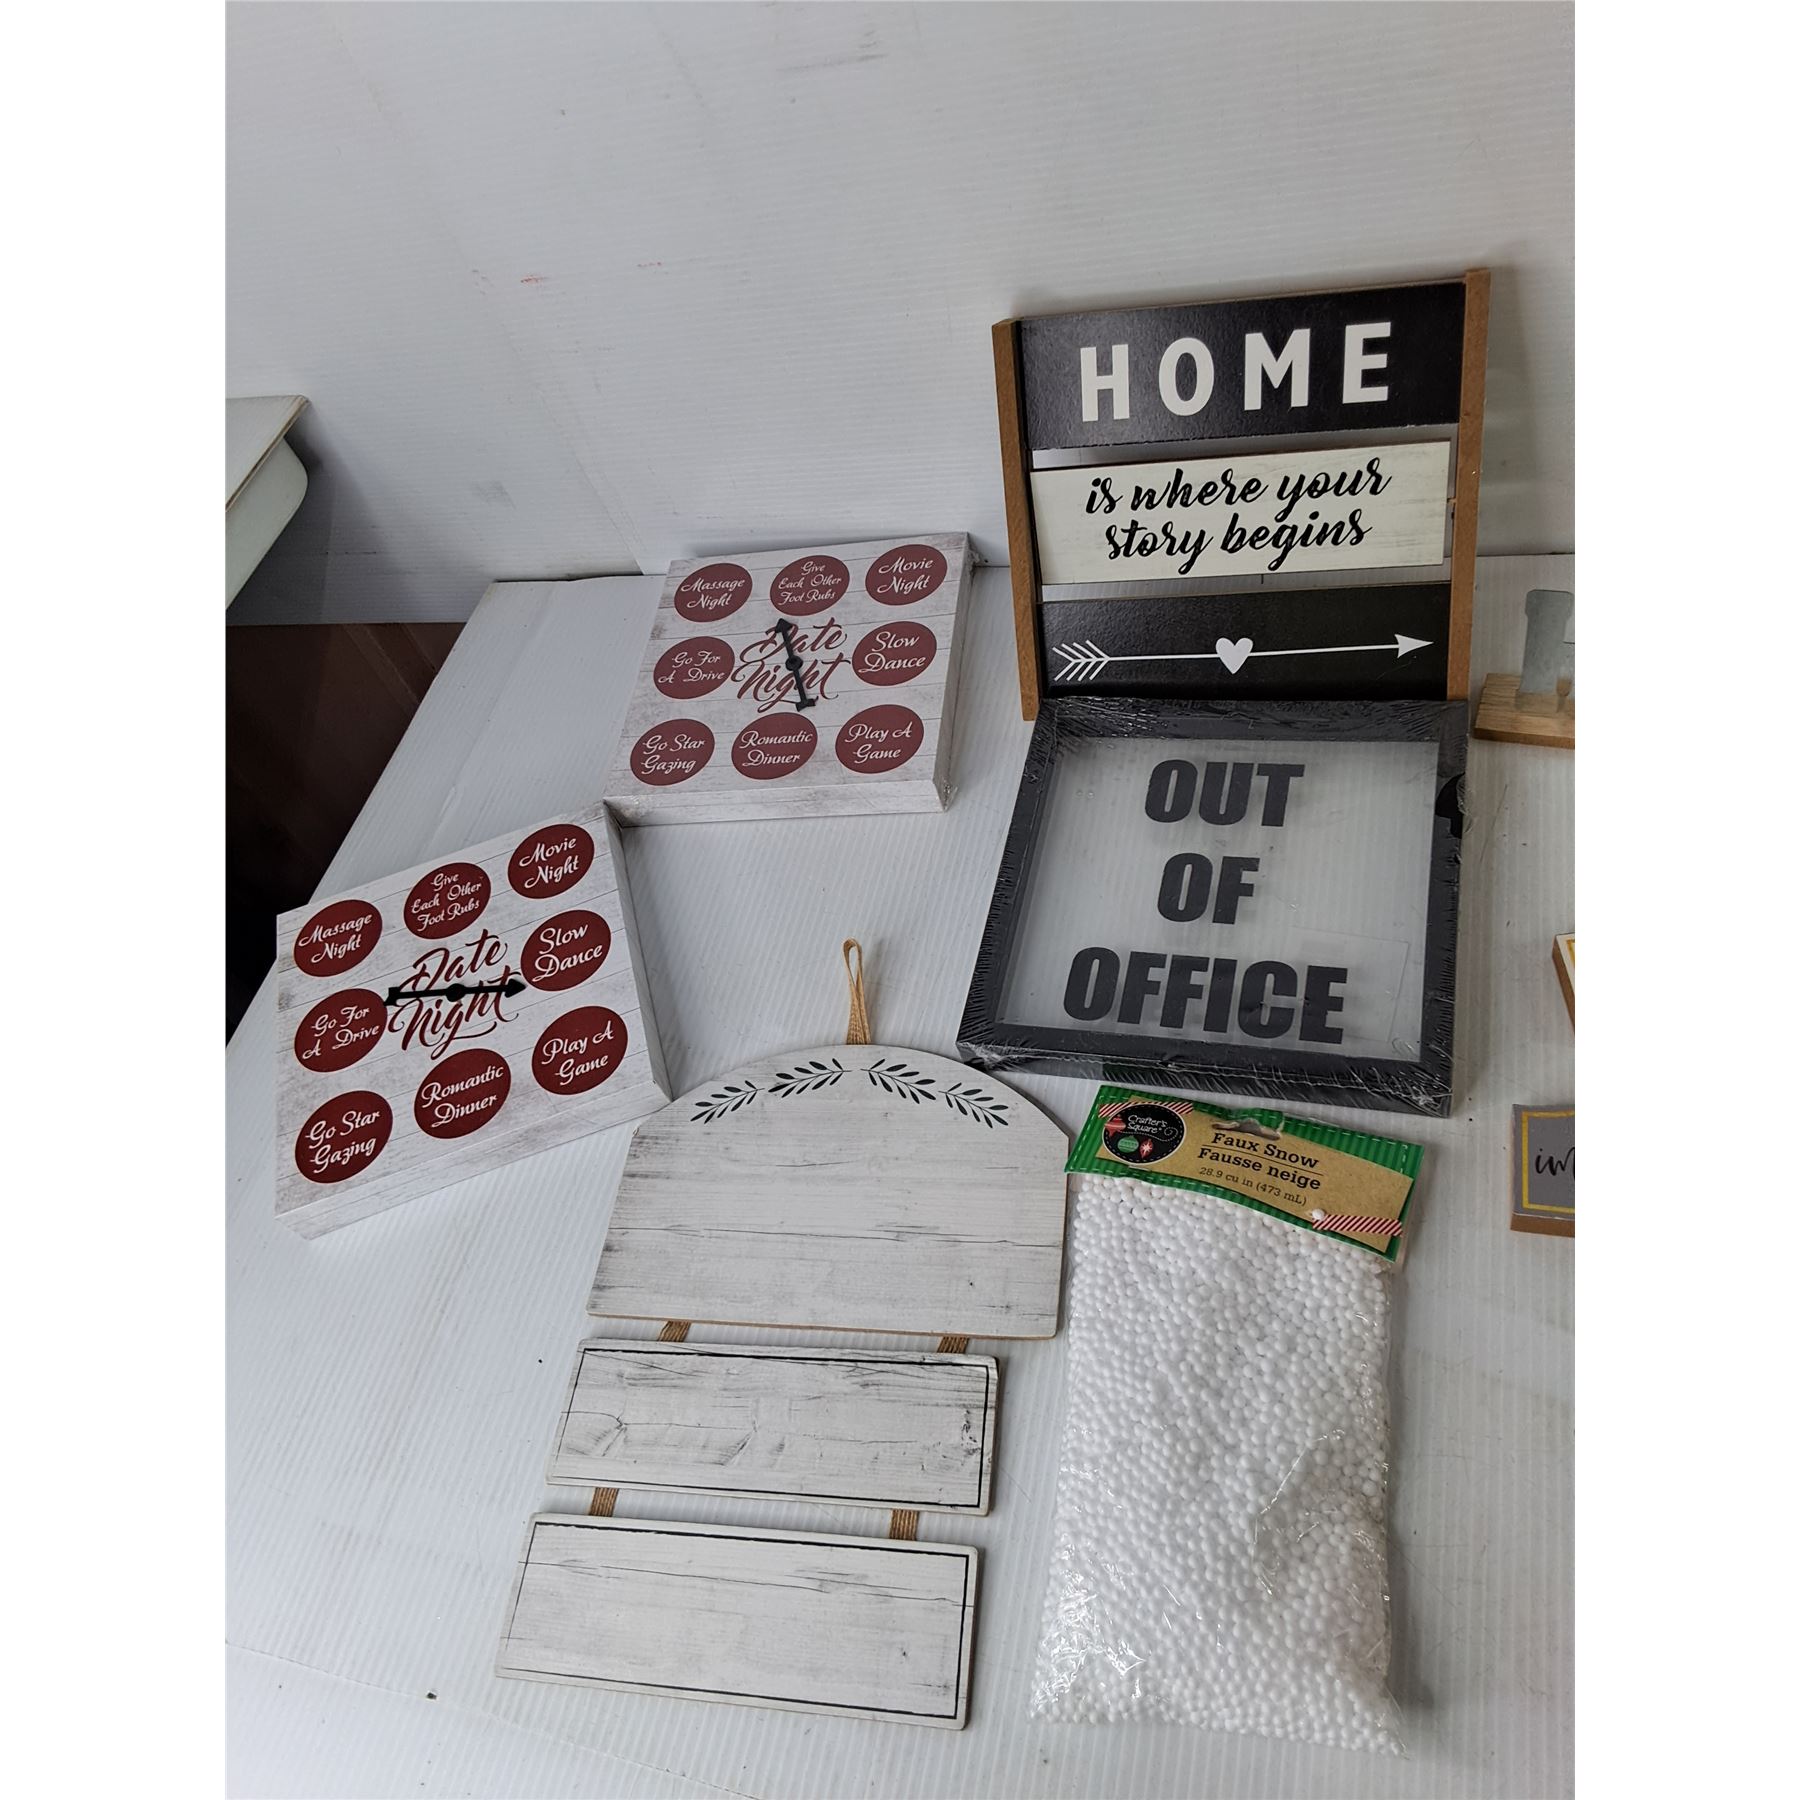 HOME
is where your
story begins
Massage
Night
Give
Each Other
Foot Rubs
Movie
Night
Go For
A Drive
Date
Night
Slow
Dance
Go Star
Gazing
Romantic
Dinner
Play A
Game
OUT
OF
OFFICE
Massage
Night
Give
Each Other
Foot Rubs
Movie
Night
Go For
A Drive
Date
Night
Slow
Dance
Go Star
Gazing
Romantic
Dinner
Play A
Game
Crafter's
Square
Faux Snow
Fausse neige
28.9 cu in (473 mL)